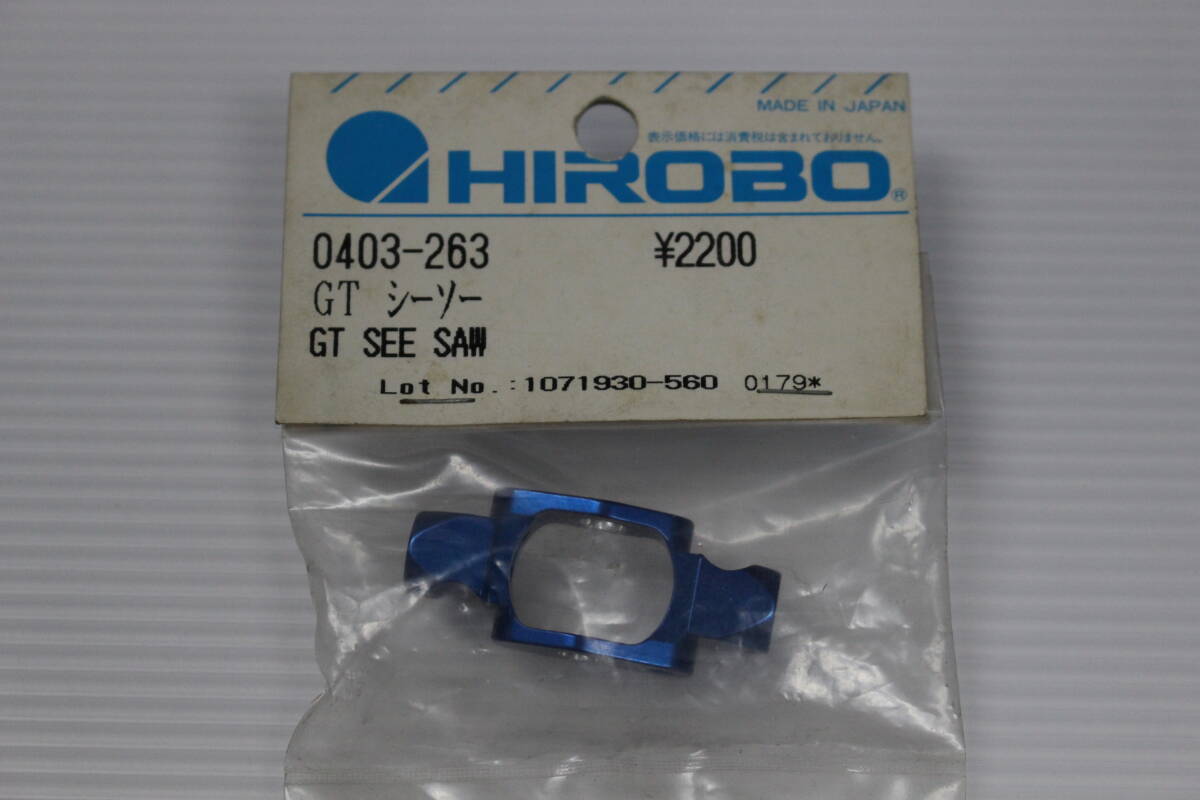 MADE IN JAPAN
表示価格には消費税は含まれておりません。
HIROBO®
0403-263 ¥2200
GT シーソー
GT SEE SAW
Lot No.:1071930-560 0179*